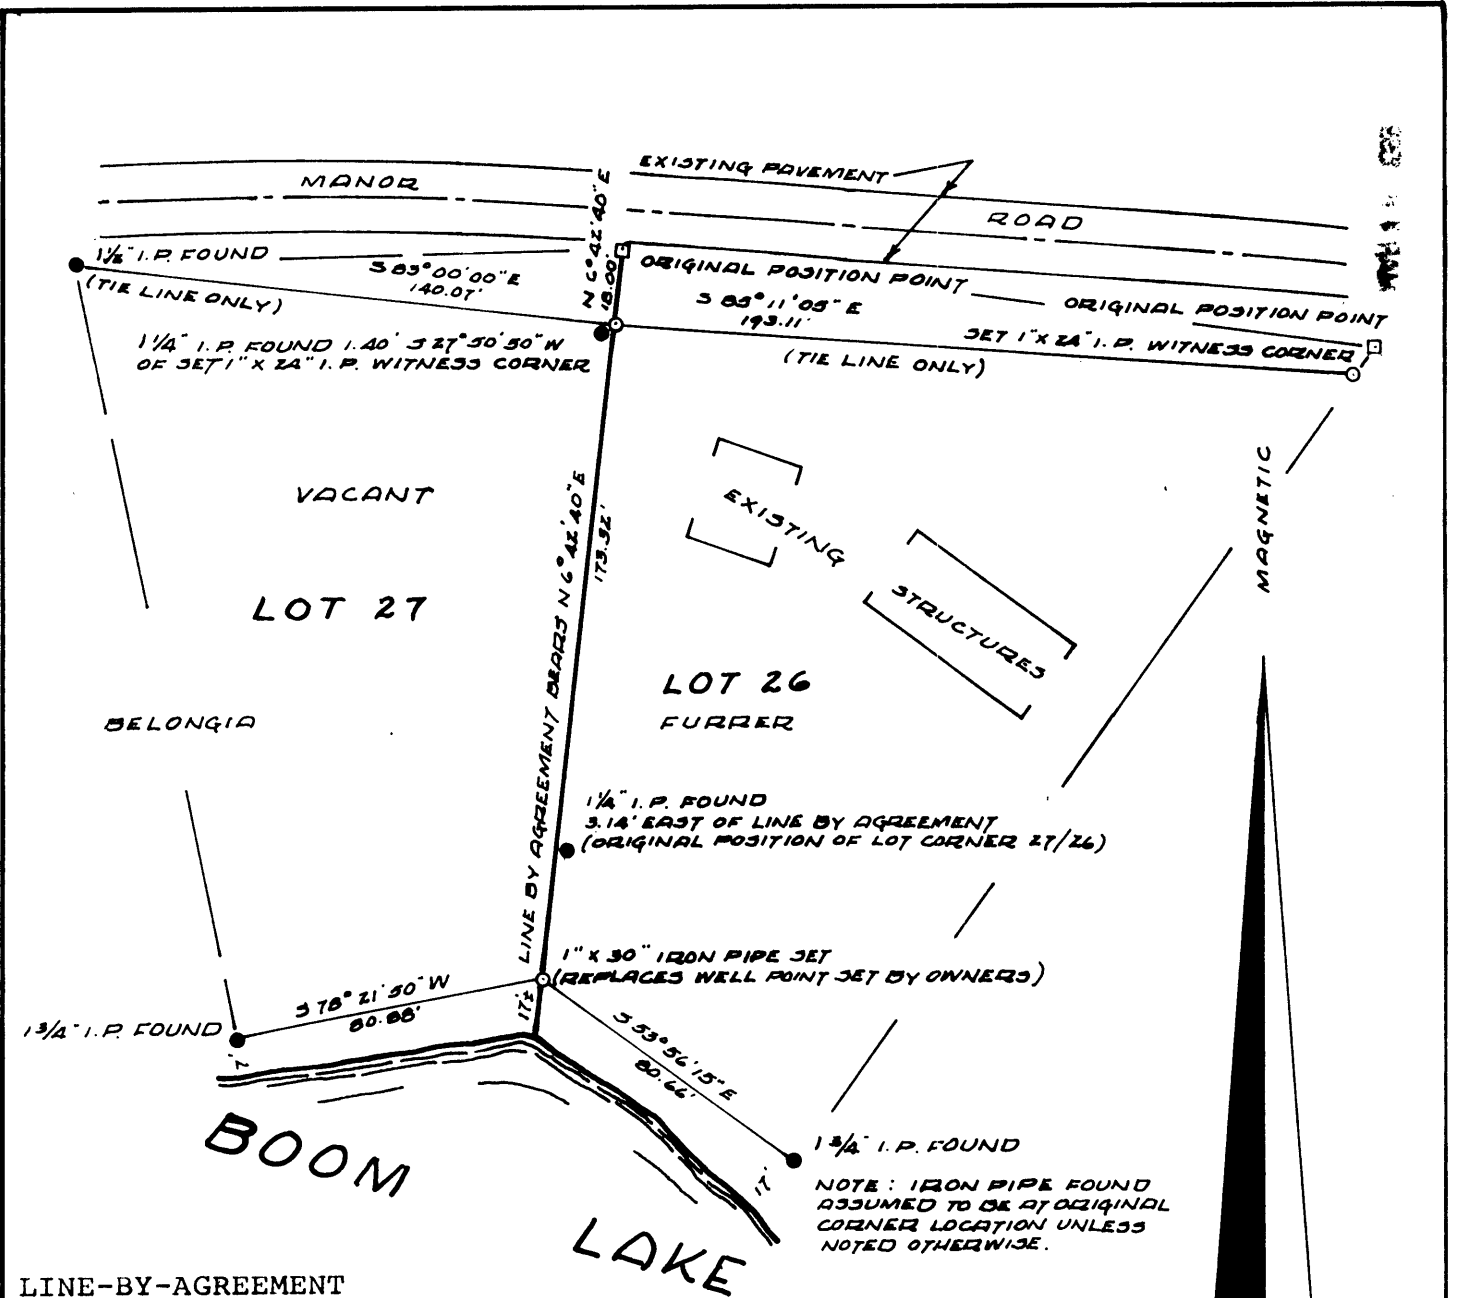 EXISTING PAVEMENT
MANOR
ROAD
N 6° 42' 40" E
18.00'
1½" I.P. FOUND
S 83° 00' 00" E
140.07'
(TIE LINE ONLY)
ORIGINAL POSITION POINT
S 85° 11' 05" E
193.11'
ORIGINAL POSITION POINT
SET 1" X 24" I.P. WITNESS CORNER
(TIE LINE ONLY)
1¼" I.P. FOUND 1.40' S 27° 50' 50" W
OF SET 1" X 24" I.P. WITNESS CORNER
VACANT
EXISTING
STRUCTURES
MAGNETIC
LOT 27
LOT 26
FURRER
BELONGIA
LINE BY AGREEMENT BEARS N 6° 42' 40" E
173.32'
1¼" I.P. FOUND
3.14' EAST OF LINE BY AGREEMENT
(ORIGINAL POSITION OF LOT CORNER 27/26)
1" X 30" IRON PIPE SET
(REPLACES WELL POINT SET BY OWNERS)
S 78° 21' 50" W
80.88'
17'±
1 3/4" I.P. FOUND
S 53° 56' 15" E
80.66'
7'
BOOM
LAKE
1 3/4" I.P. FOUND
17'
NOTE: IRON PIPE FOUND
ASSUMED TO BE AT ORIGINAL
CORNER LOCATION UNLESS
NOTED OTHERWISE.
LINE-BY-AGREEMENT